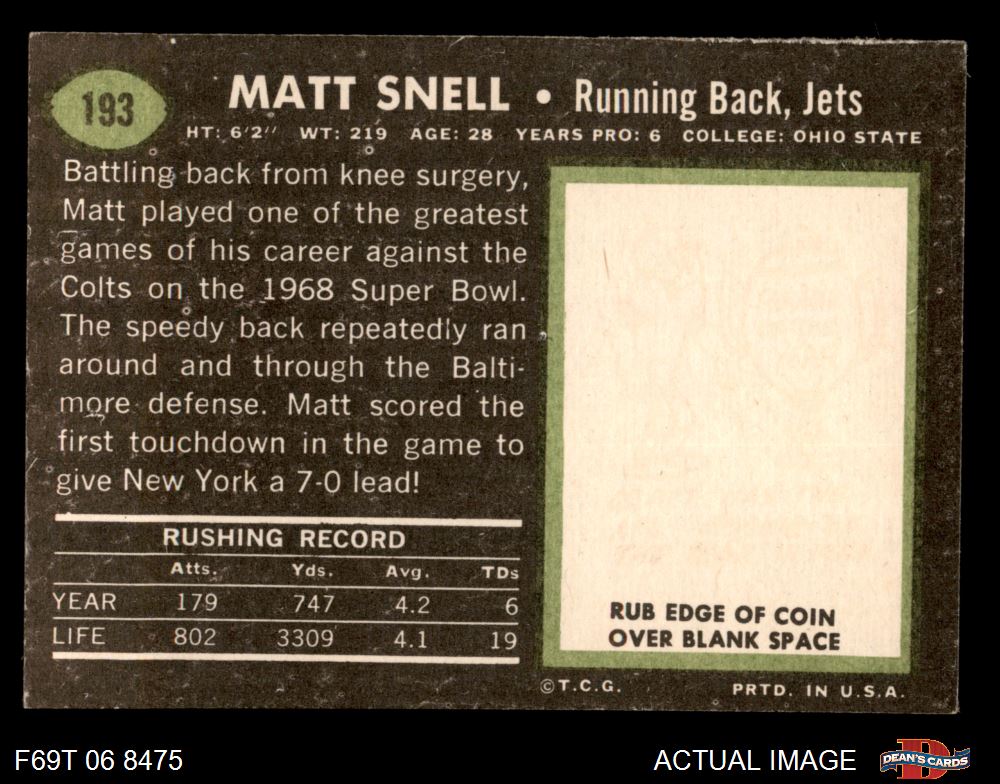 193
MATT SNELL • Running Back, Jets
HT: 6'2'' WT: 219 AGE: 28 YEARS PRO: 6 COLLEGE: OHIO STATE
Battling back from knee surgery,
Matt played one of the greatest
games of his career against the
Colts on the 1968 Super Bowl.
The speedy back repeatedly ran
around and through the Balti-
more defense. Matt scored the
first touchdown in the game to
give New York a 7-0 lead!
RUSHING RECORD
Atts. Yds. Avg. TDs
YEAR 179 747 4.2 6
LIFE 802 3309 4.1 19
RUB EDGE OF COIN
OVER BLANK SPACE
©T.C.G. PRTD. IN U.S.A.
F69T 06 8475
ACTUAL IMAGE
DEAN'S CARDS